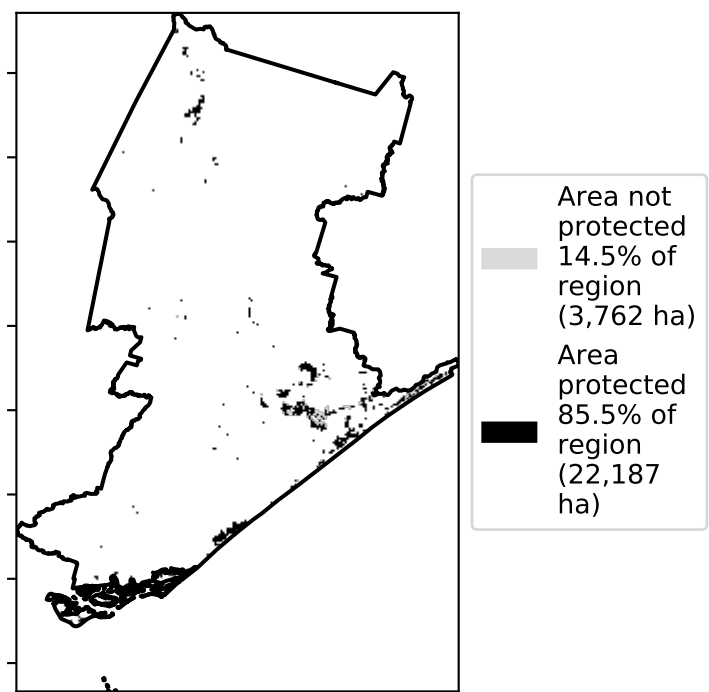 Area not
protected
14.5% of
region
(3,762 ha)
Area
protected
85.5% of
region
(22,187
ha)